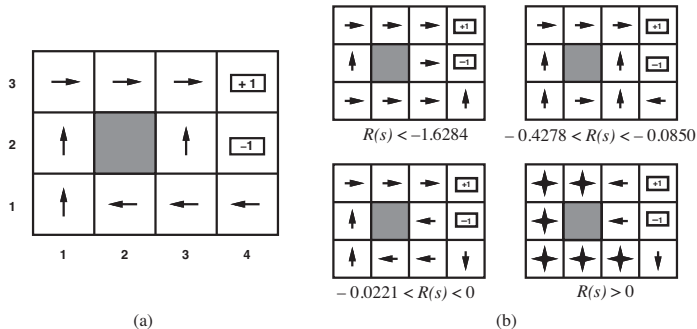 3
+ 1
2
–1
1
1 2 3 4
(a)
+1
–1
R(s) < –1.6284
+1
–1
– 0.4278 < R(s) < – 0.0850
+1
–1
– 0.0221 < R(s) < 0
+1
–1
R(s) > 0
(b)